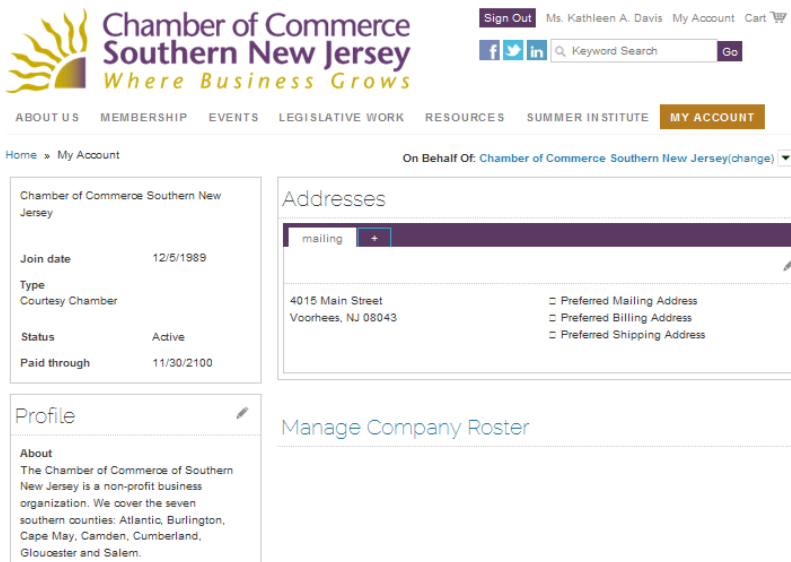 Chamber of Commerce
Southern New Jersey
Where Business Grows
Sign Out Ms. Kathleen A. Davis My Account Cart
f in Keyword Search Go
ABOUT US MEMBERSHIP EVENTS LEGISLATIVE WORK RESOURCES SUMMER INSTITUTE MY ACCOUNT
Home » My Account
On Behalf Of: Chamber of Commerce Southern New Jersey(change)
Chamber of Commerce Southern New
Jersey
Join date 12/5/1989
Type
Courtesy Chamber
Status Active
Paid through 11/30/2100
Profile
About
The Chamber of Commerce of Southern
New Jersey is a non-profit business
organization. We cover the seven
southern counties: Atlantic, Burlington,
Cape May, Camden, Cumberland,
Gloucester and Salem.
Addresses
mailing +
4015 Main Street
Voorhees, NJ 08043
Preferred Mailing Address
Preferred Billing Address
Preferred Shipping Address
Manage Company Roster